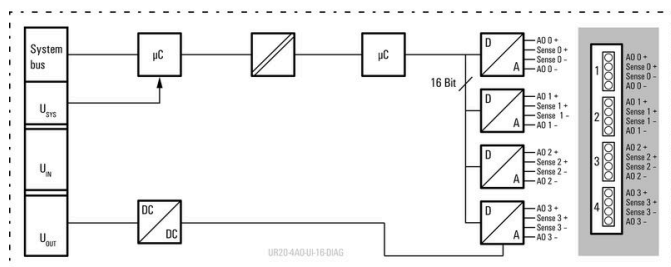 System
bus
µC
µC
D
A
AO 0 +
Sense 0 +
Sense 0 –
AO 0 –
16 Bit
U SYS
D
A
AO 1 +
Sense 1 +
Sense 1 –
AO 1 –
U IN
D
A
AO 2 +
Sense 2 +
Sense 2 –
AO 2 –
U OUT
DC
DC
D
A
AO 3 +
Sense 3 +
Sense 3 –
AO 3 –
UR20-4AO-UI-16-DIAG
1
AO 0 +
Sense 0 +
Sense 0 –
AO 0 –
2
AO 1 +
Sense 1 +
Sense 1 –
AO 1 –
3
AO 2 +
Sense 2 +
Sense 2 –
AO 2 –
4
AO 3 +
Sense 3 +
Sense 3 –
AO 3 –